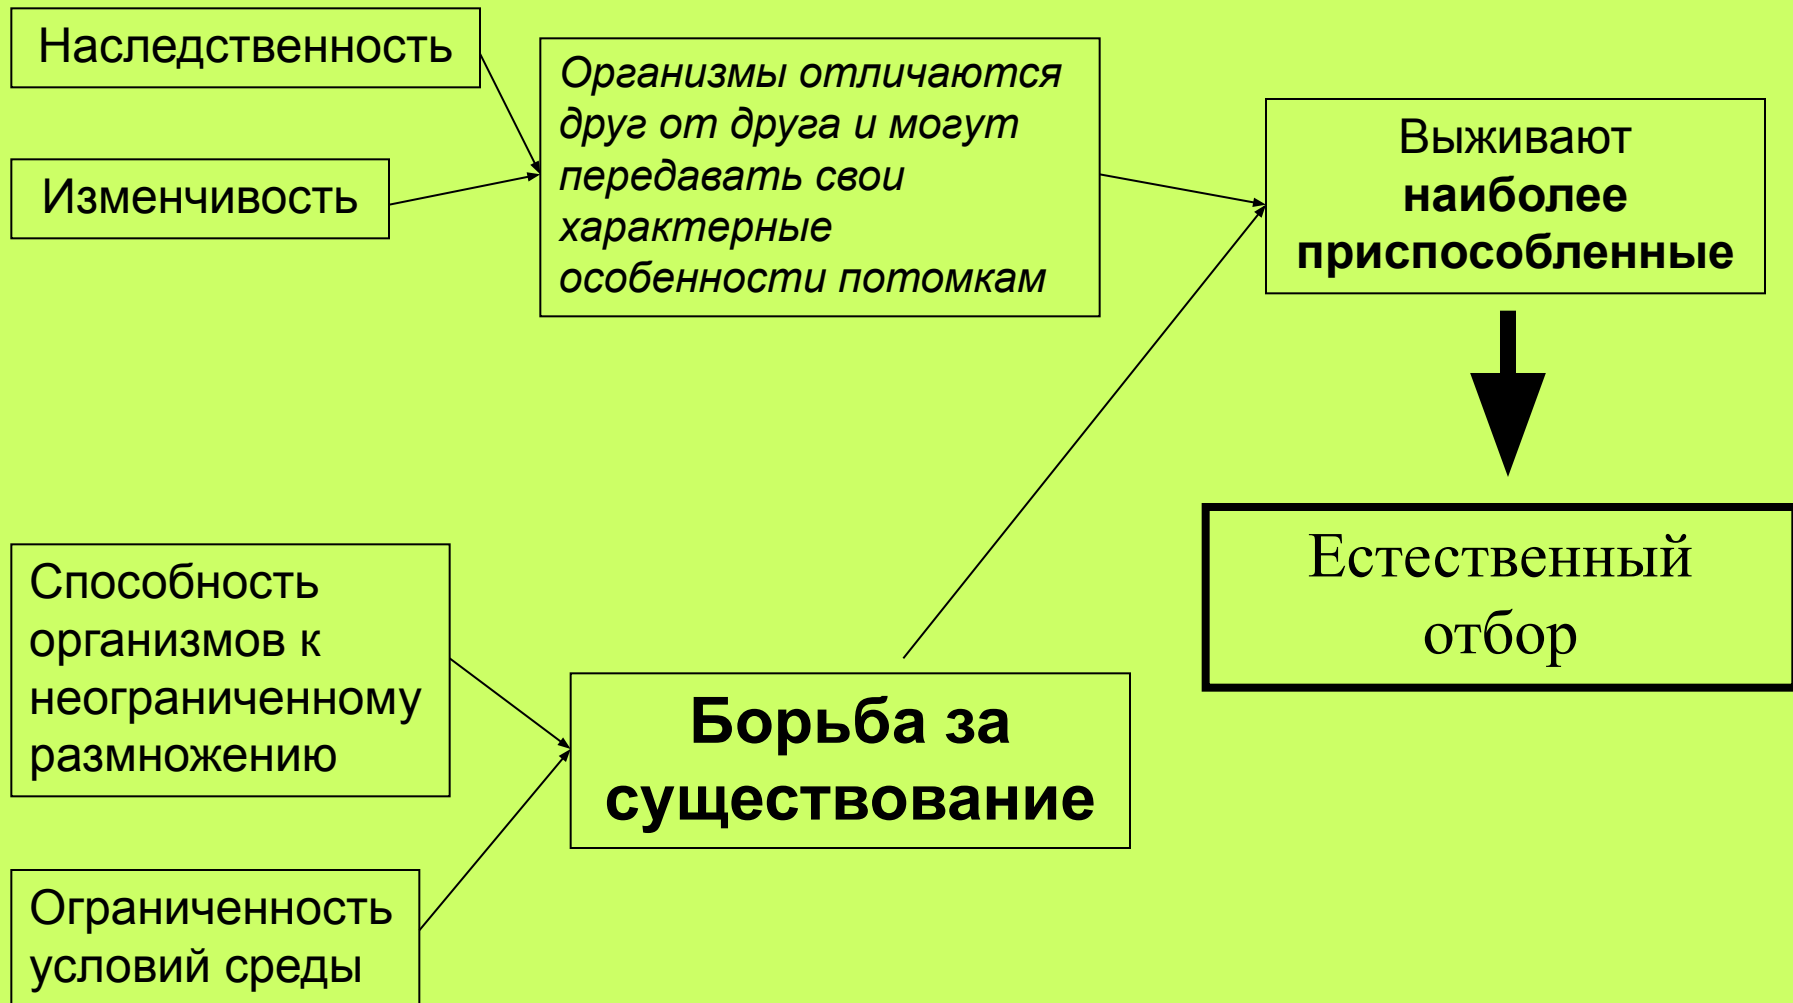 Наследственность
Изменчивость
Организмы отличаются
друг от друга и могут
передавать свои
характерные
особенности потомкам
Выживают
наиболее
приспособленные
Естественный
отбор
Способность
организмов к
неограниченному
размножению
Борьба за
существование
Ограниченность
условий среды